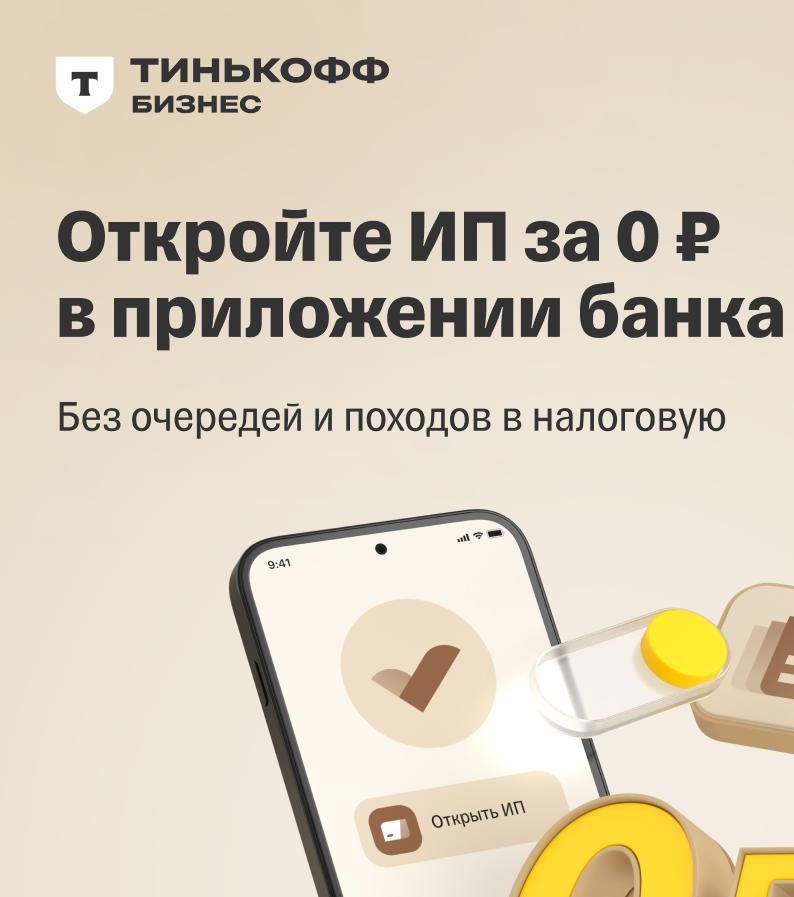 Т
ТИНЬКОФФ
БИЗНЕС
Откройте ИП за 0 ₽
в приложении банка
Без очередей и походов в налоговую
9:41
Открыть ИП